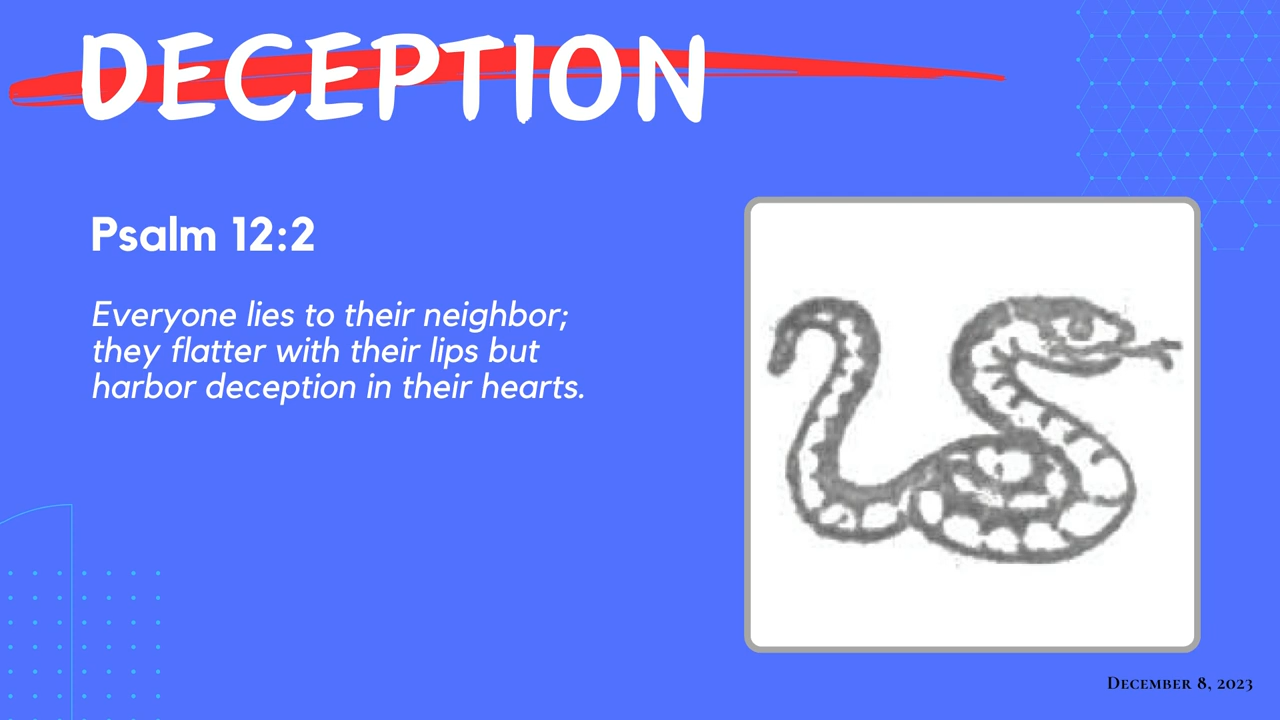 DECEPTION
Psalm 12:2
Everyone lies to their neighbor;
they flatter with their lips but
harbor deception in their hearts.
December 8, 2023